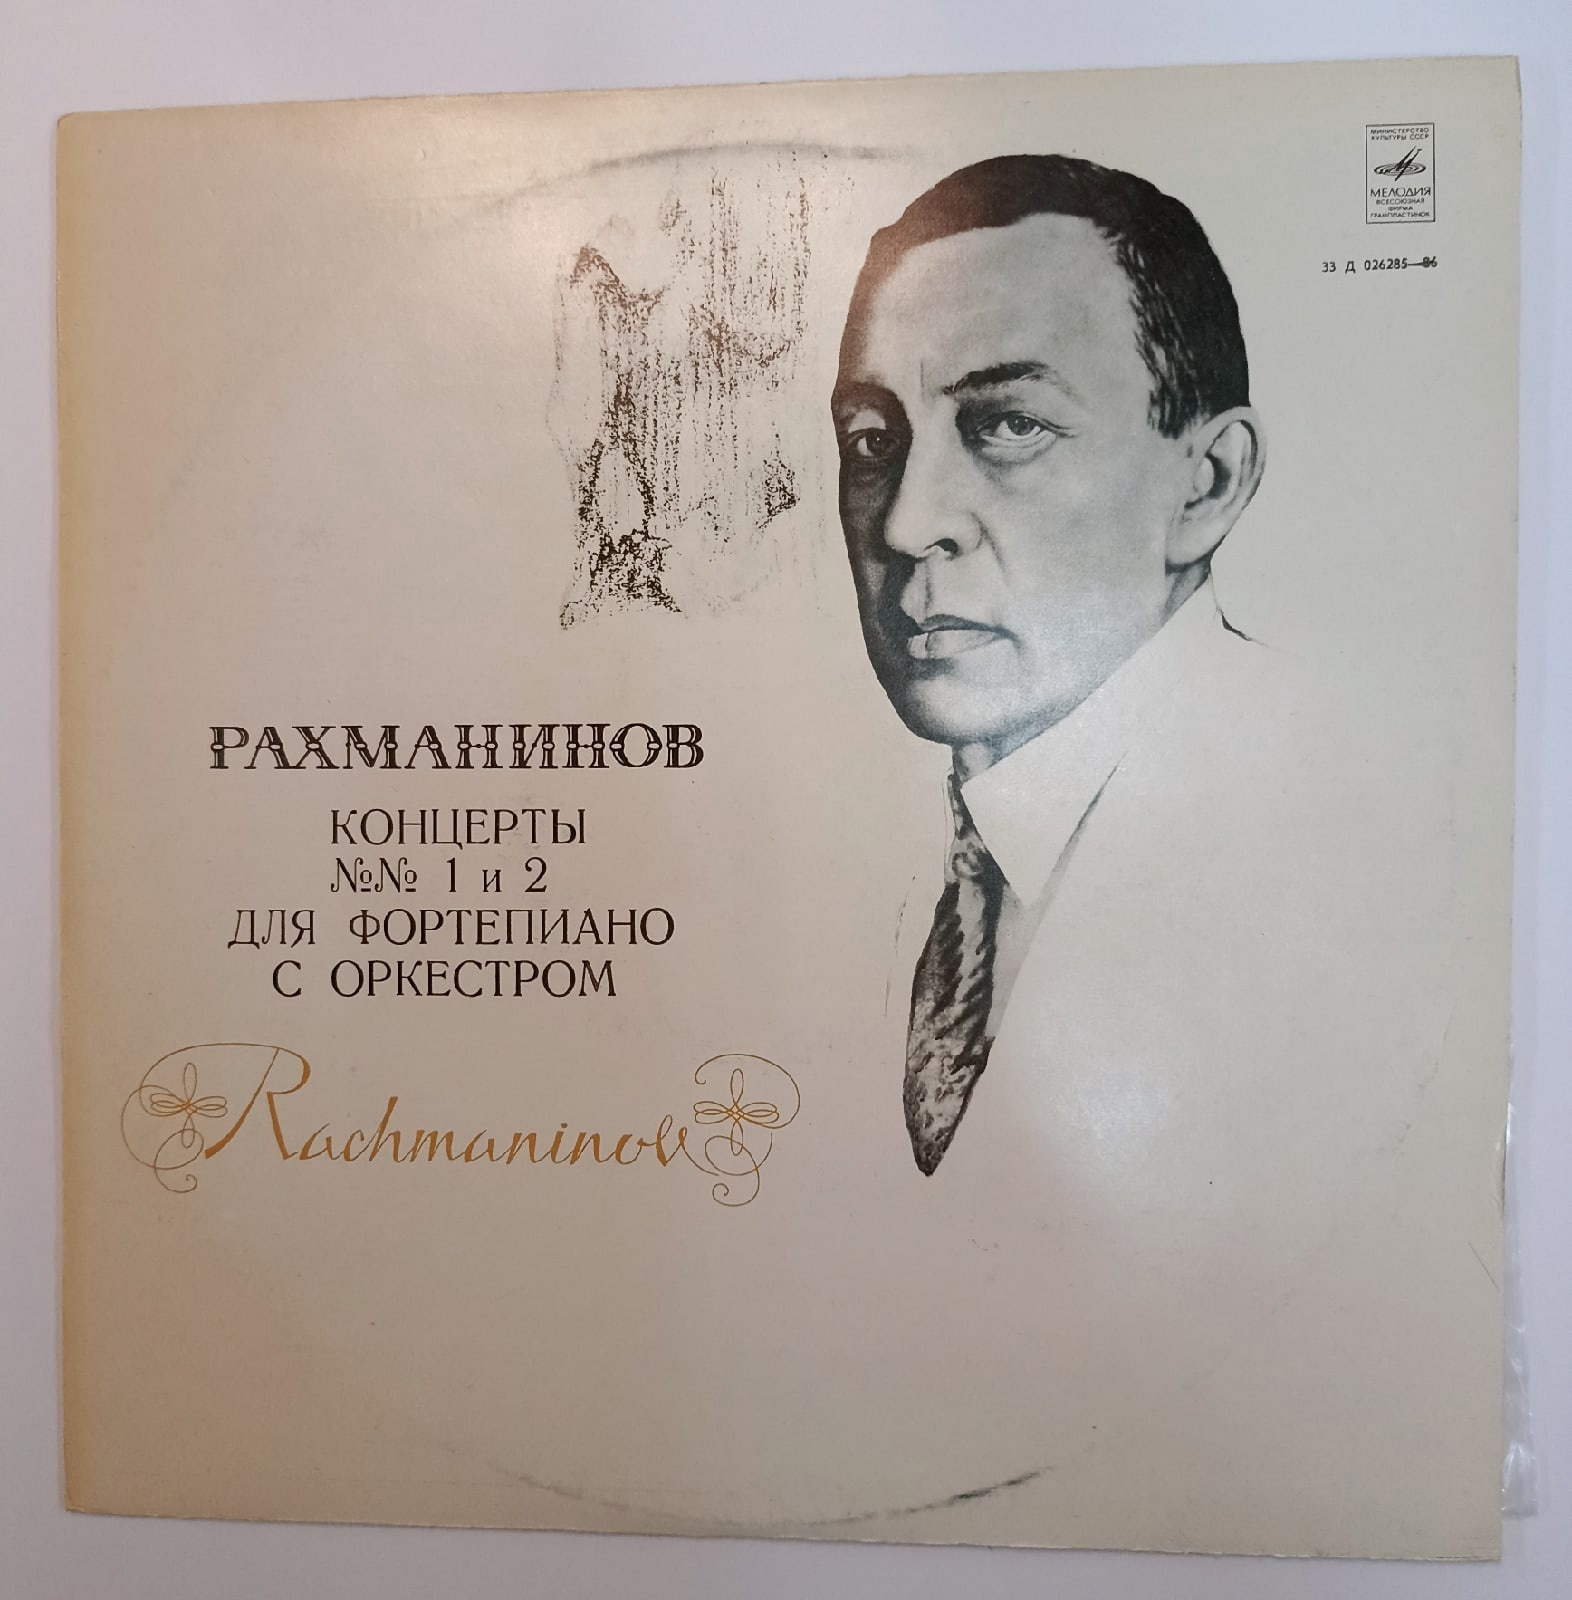 МИНИСТЕРСТВО
КУЛЬТУРЫ СССР
МЕЛОДИЯ
ВСЕСОЮЗНАЯ
ФИРМА
ГРАМПЛАСТИНОК
33 Д 026285—86
РАХМАНИНОВ
КОНЦЕРТЫ
№№ 1 и 2
ДЛЯ ФОРТЕПИАНО
С ОРКЕСТРОМ
Rachmaninov